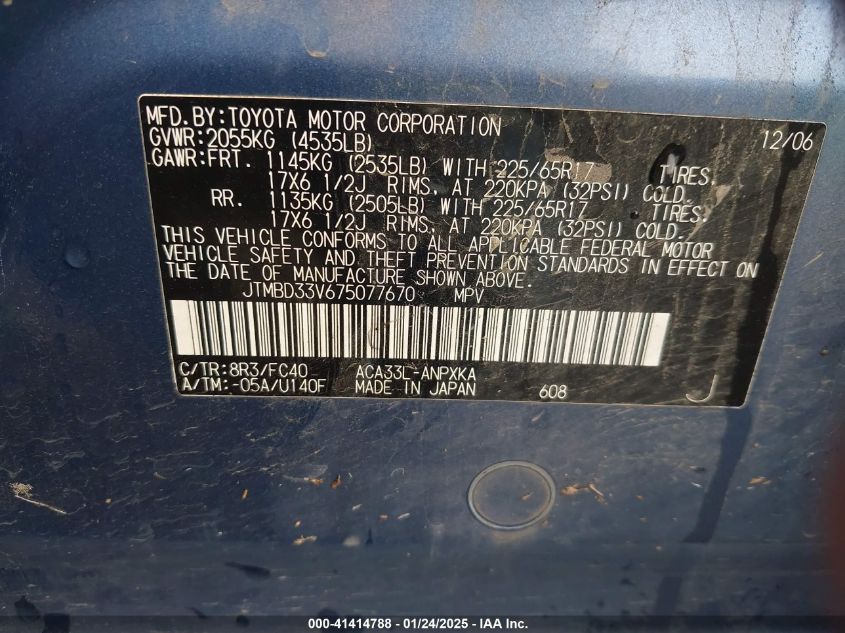 MFD.BY:TOYOTA MOTOR CORPORATION 12/06
GVWR:2055KG (4535LB)
GAWR:FRT. 1145KG (2535LB) WITH 225/65R17 TIRES,
17X6 1/2J RIMS, AT 220KPA (32PSI) COLD.
RR. 1135KG (2505LB) WITH 225/65R17 TIRES,
17X6 1/2J RIMS, AT 220KPA (32PSI) COLD.
THIS VEHICLE CONFORMS TO ALL APPLICABLE FEDERAL MOTOR
VEHICLE SAFETY AND THEFT PREVENTION STANDARDS IN EFFECT ON
THE DATE OF MANUFACTURE SHOWN ABOVE.
JTMBD33V675077670 MPV
C/TR:8R3/FC40 ACA33L-ANPXKA
A/TM:-05A/U140F MADE IN JAPAN 608 J
000-41414788 - 01/24/2025 - IAA Inc.